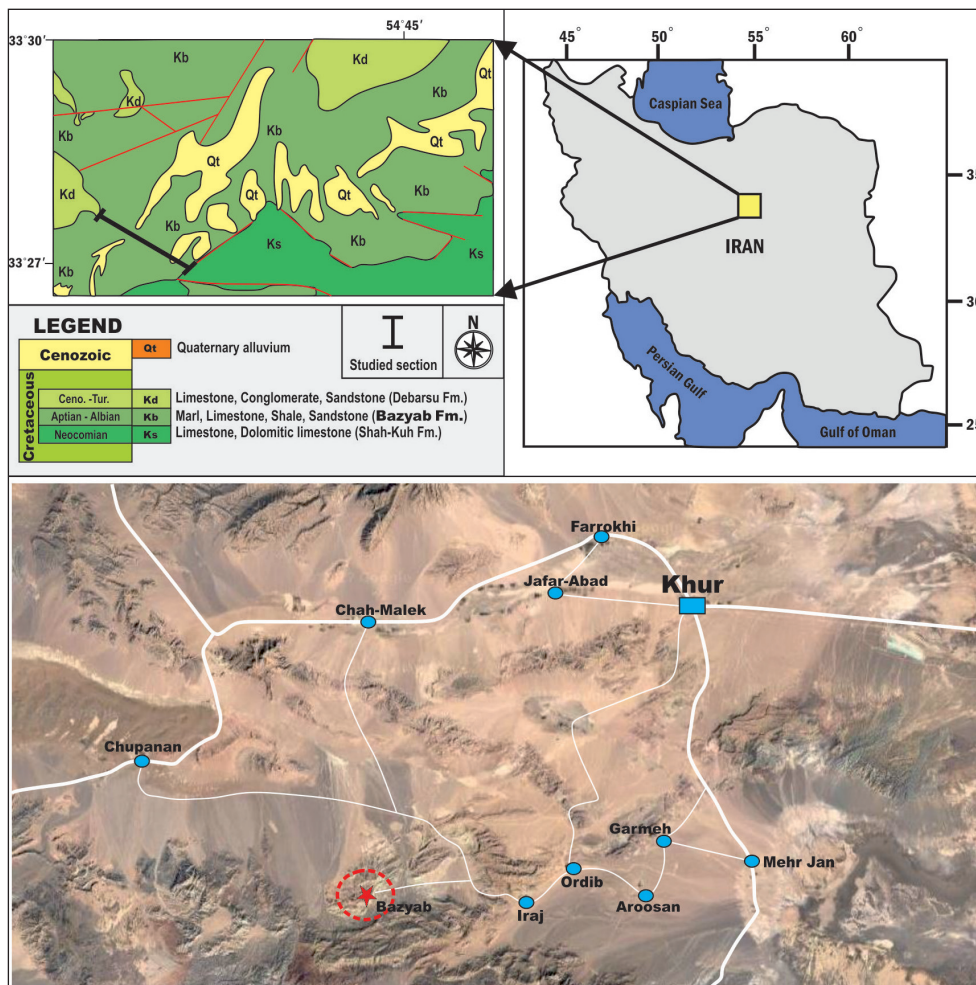 54°45'
33°30'
Kb
Kd
Qt
Kd
Kb
Kb
Kb
Qt
Qt
Kb
Kd
Qt
Qt
Kb
Kb
Ks
Kb
33°27'
Ks
Kb
45°
50°
55°
60°
Caspian Sea
35
IRAN
30
Persian Gulf
Gulf of Oman
25
LEGEND
Cenozoic
Qt Quaternary alluvium
Cretaceous
Ceno. -Tur. Kd Limestone, Conglomerate, Sandstone (Debarsu Fm.)
Aptian - Albian Kb Marl, Limestone, Shale, Sandstone (Bazyab Fm.)
Neocomian Ks Limestone, Dolomitic limestone (Shah-Kuh Fm.)
Studied section
N
Farrokhi
Jafar-Abad
Khur
Chah-Malek
Chupanan
Garmeh
Mehr Jan
Ordib
Bazyab
Iraj
Aroosan